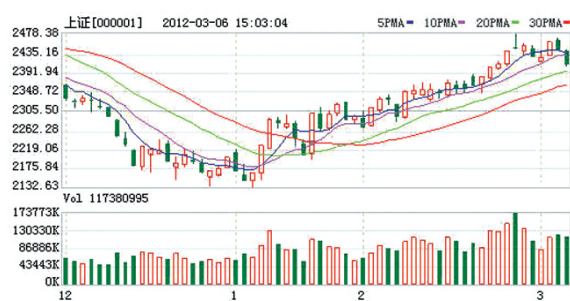 上证[000001] 2012-03-06 15:03:04 5PMA 10PMA 20PMA 30PMA
2478.38
2435.16
2391.94
2348.72
2305.50
2262.28
2219.06
2175.84
2132.63
Vol 117380995
173773K
130330K
86886K
43443K
0K
12 1 2 3